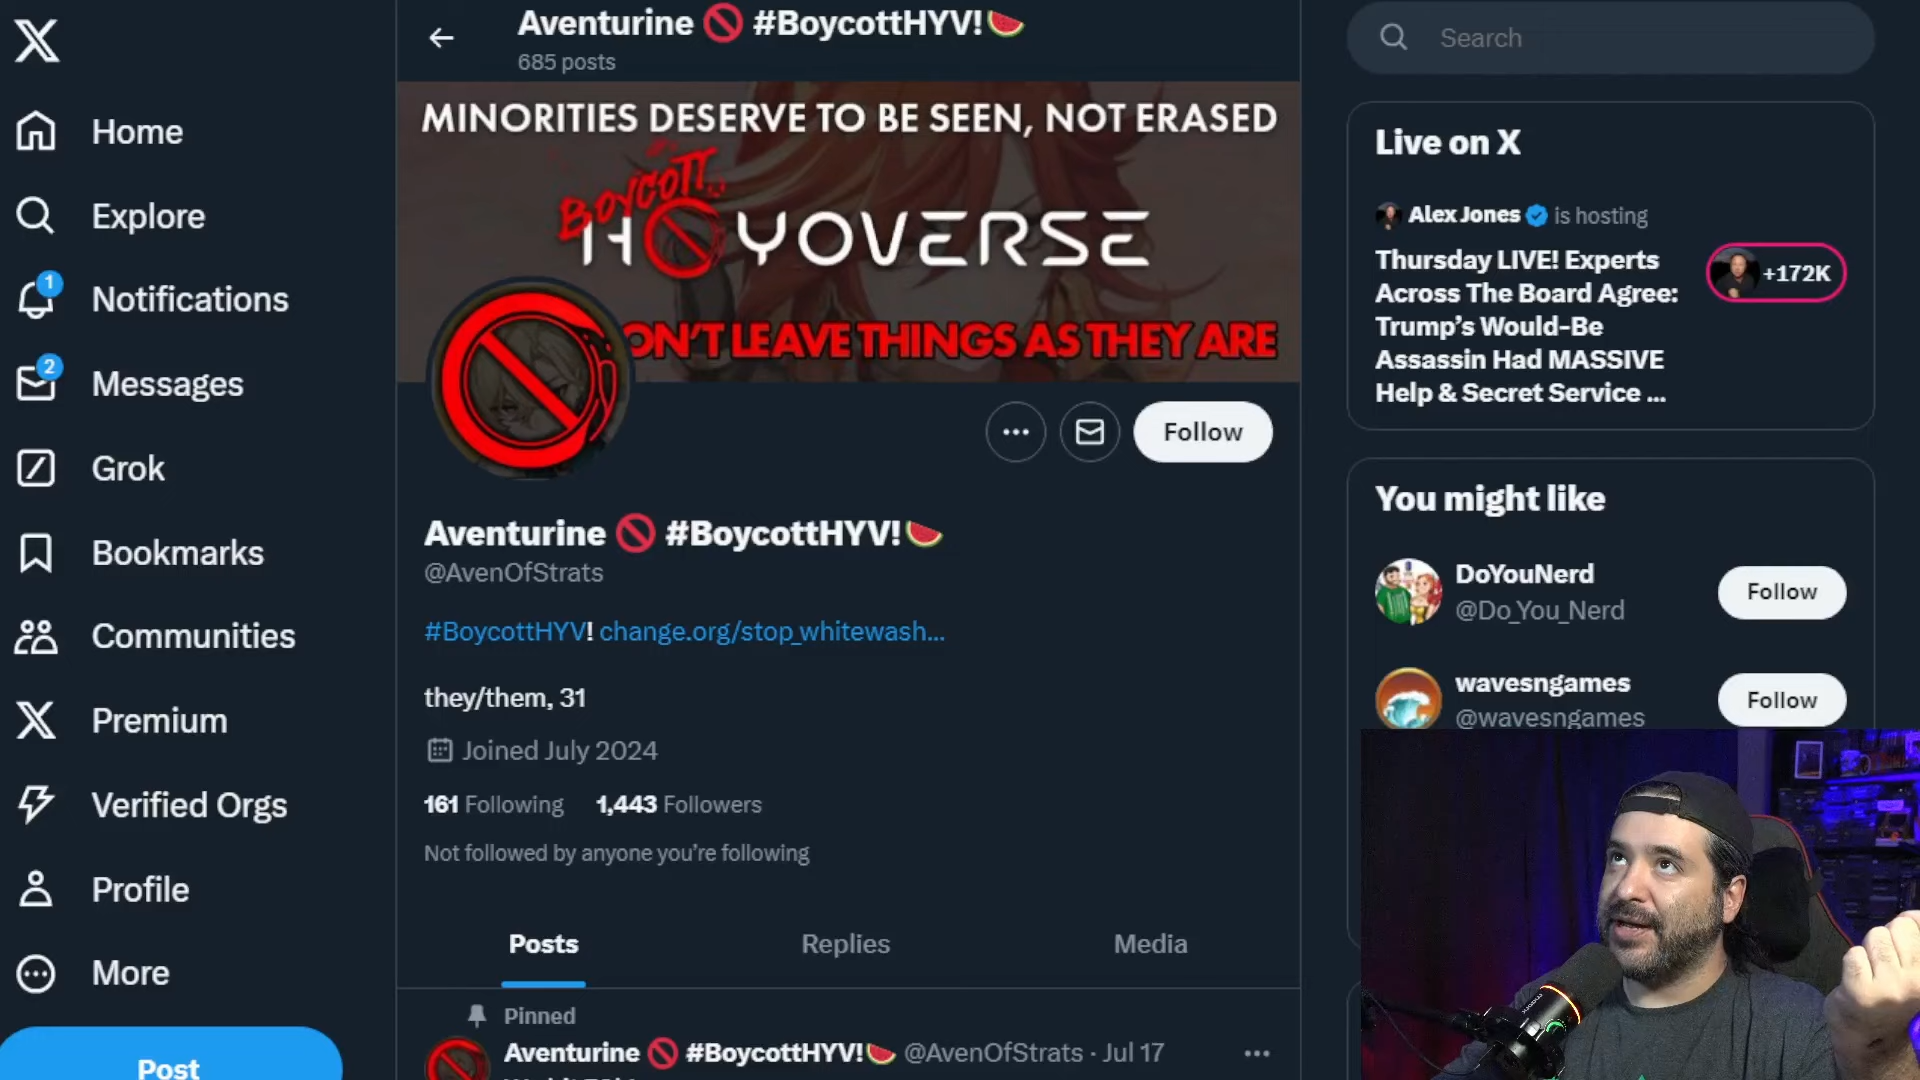 Home
Explore
1
Notifications
2
Messages
Grok
Bookmarks
Communities
Premium
Verified Orgs
Profile
More
Post
Aventurine 🚫 #BoycottHYV!🍉
685 posts
MINORITIES DESERVE TO BE SEEN, NOT ERASED
BOYCOTT
HOYOVERSE
ON'T LEAVE THINGS AS THEY ARE
Follow
Aventurine 🚫 #BoycottHYV!🍉
@AvenOfStrats
#BoycottHYV! change.org/stop_whitewash...
they/them, 31
Joined July 2024
161 Following 1,443 Followers
Not followed by anyone you're following
Posts Replies Media
Pinned
Aventurine 🚫 #BoycottHYV!🍉 @AvenOfStrats · Jul 17
Search
Live on X
Alex Jones is hosting
Thursday LIVE! Experts
Across The Board Agree:
Trump's Would-Be
Assassin Had MASSIVE
Help & Secret Service ...
+172K
You might like
DoYouNerd
@Do_You_Nerd
Follow
wavesngames
@wavesngames
Follow